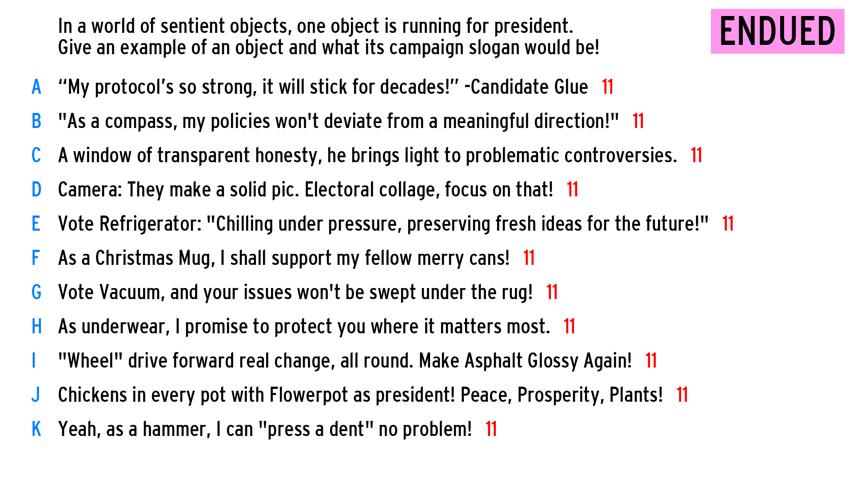 In a world of sentient objects, one object is running for president.
Give an example of an object and what its campaign slogan would be!
ENDUED
A “My protocol’s so strong, it will stick for decades!” -Candidate Glue 11
B "As a compass, my policies won't deviate from a meaningful direction!" 11
C A window of transparent honesty, he brings light to problematic controversies. 11
D Camera: They make a solid pic. Electoral collage, focus on that! 11
E Vote Refrigerator: "Chilling under pressure, preserving fresh ideas for the future!" 11
F As a Christmas Mug, I shall support my fellow merry cans! 11
G Vote Vacuum, and your issues won't be swept under the rug! 11
H As underwear, I promise to protect you where it matters most. 11
I "Wheel" drive forward real change, all round. Make Asphalt Glossy Again! 11
J Chickens in every pot with Flowerpot as president! Peace, Prosperity, Plants! 11
K Yeah, as a hammer, I can "press a dent" no problem! 11